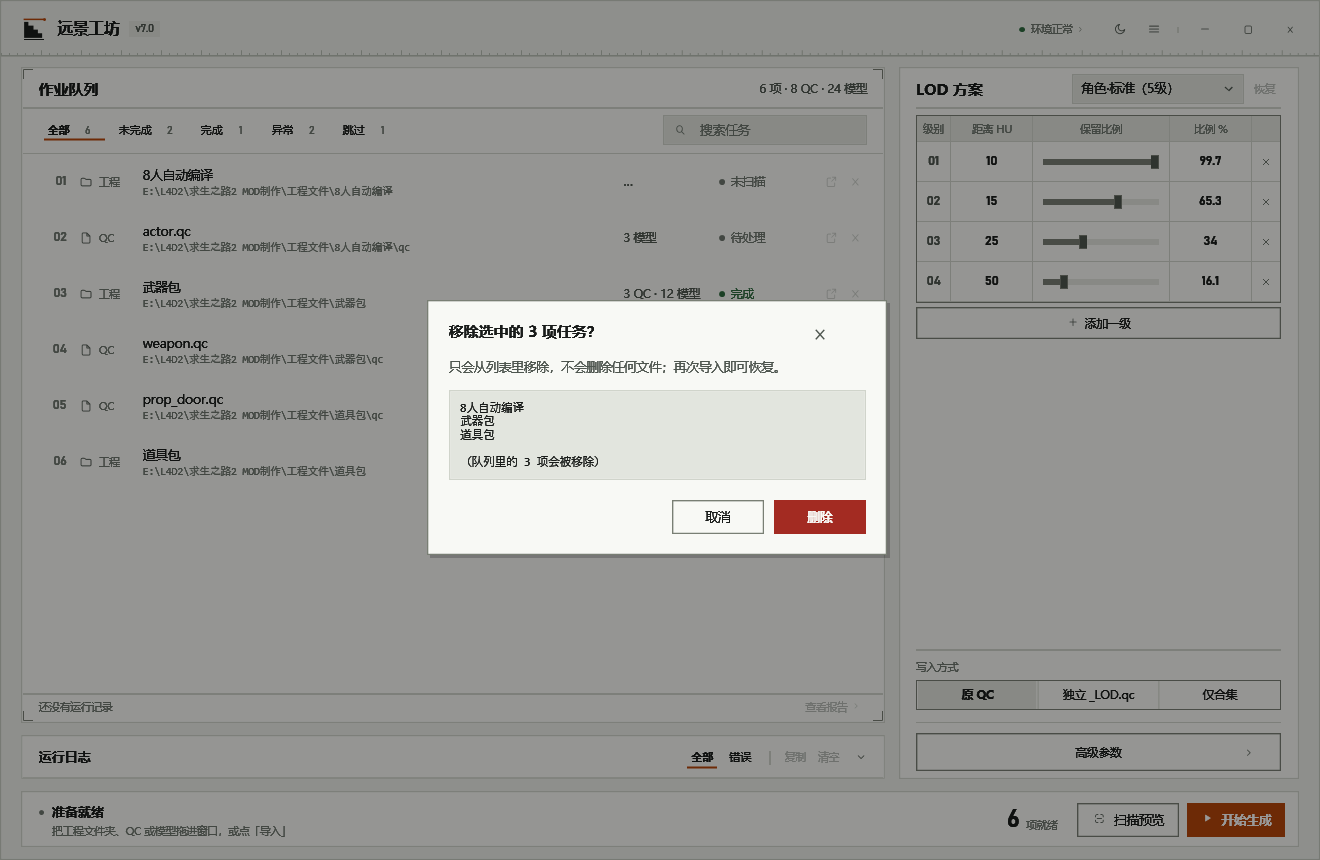 远景工坊 v7.0
环境正常
作业队列 6 项 · 8 QC · 24 模型
全部 6 未完成 2 完成 1 异常 2 跳过 1 搜索任务
01 工程 8人自动编译 ... 未扫描
E:\L4D2\求生之路2 MOD制作\工程文件\8人自动编译
02 QC actor.qc 3 模型 待处理
E:\L4D2\求生之路2 MOD制作\工程文件\8人自动编译\qc
03 工程 武器包 3 QC · 12 模型 完成
E:\L4D2\求生之路2 MOD制作\工程文件\武器包
04 QC weapon.qc
E:\L4D2\求生之路2 MOD制作\工程文件\武器包\qc
05 QC prop_door.qc
E:\L4D2\求生之路2 MOD制作\工程文件\道具包\qc
06 工程 道具包
E:\L4D2\求生之路2 MOD制作\工程文件\道具包
还没有运行记录 查看报告
运行日志 全部 错误 复制 清空
移除选中的 3 项任务?
只会从列表里移除，不会删除任何文件；再次导入即可恢复。
8人自动编译
武器包
道具包
（队列里的 3 项会被移除）
取消 删除
LOD 方案 角色·标准（5级） 恢复
级别 距离 HU 保留比例 比例 %
01 10 99.7
02 15 65.3
03 25 34
04 50 16.1
+ 添加一级
写入方式
原 QC 独立 _LOD.qc 仅合集
高级参数
准备就绪
把工程文件夹、QC 或模型拖进窗口，或点「导入」
6 项就绪 扫描预览 开始生成